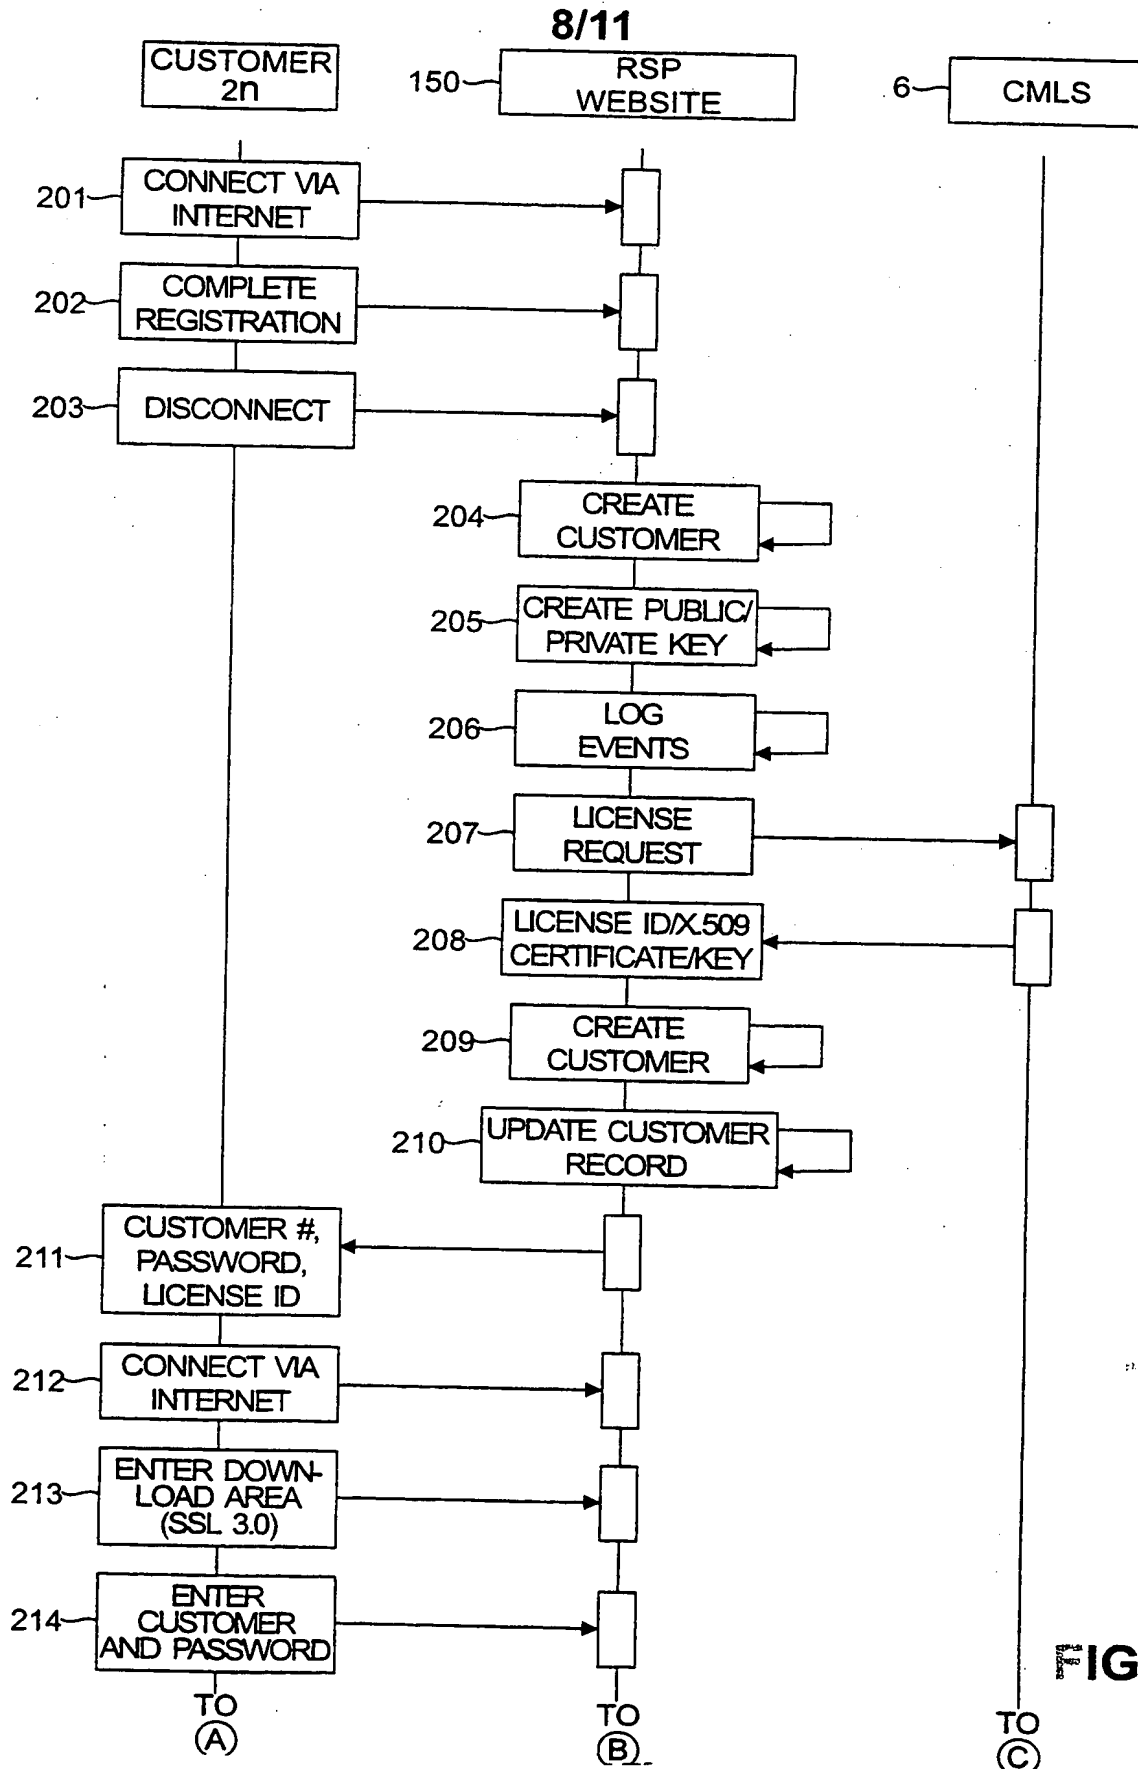 8/11
CUSTOMER
2n
150
RSP
WEBSITE
6
CMLS
201
CONNECT VIA
INTERNET
202
COMPLETE
REGISTRATION
203
DISCONNECT
204
CREATE
CUSTOMER
205
CREATE PUBLIC/
PRIVATE KEY
206
LOG
EVENTS
207
LICENSE
REQUEST
208
LICENSE ID/X.509
CERTIFICATE/KEY
209
CREATE
CUSTOMER
210
UPDATE CUSTOMER
RECORD
211
CUSTOMER #,
PASSWORD,
LICENSE ID
212
CONNECT VIA
INTERNET
213
ENTER DOWN-
LOAD AREA
(SSL 3.0)
214
ENTER
CUSTOMER
AND PASSWORD
FIG
TO
A
TO
B
TO
C